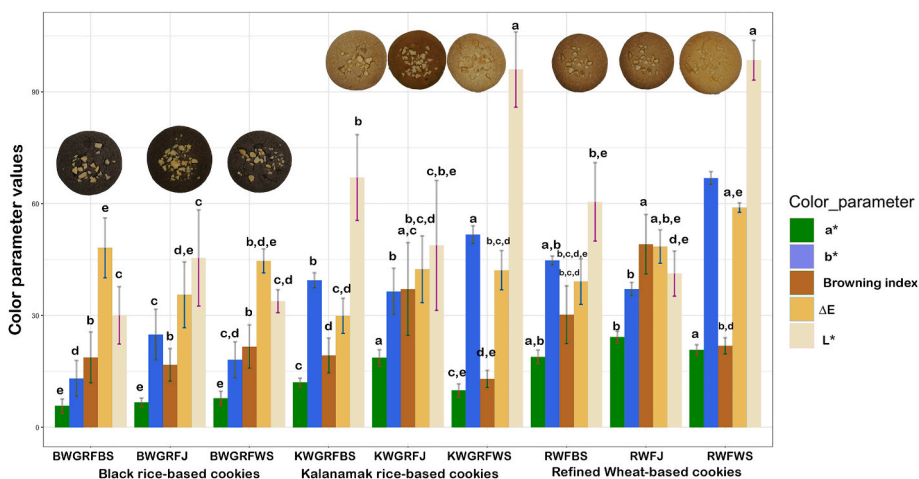 Color parameter values
90
60
30
0
e d b e c
e c b d,e c
e c,d b b,d,e c,d
c b d c,d b
a b a,c b,c,d c,b,e
c,e a d,e b,c,d a
a,b a,b b,c,d b,c,d,e b,e
b b a a,b,e d,e
a b,d a,e a
BWGRFBS BWGRFJ BWGRFWS KWGRFBS KWGRFJ KWGRFWS RWFBS RWFJ RWFWS
Black rice-based cookies Kalanamak rice-based cookies Refined Wheat-based cookies
Color_parameter
a*
b*
Browning index
ΔE
L*